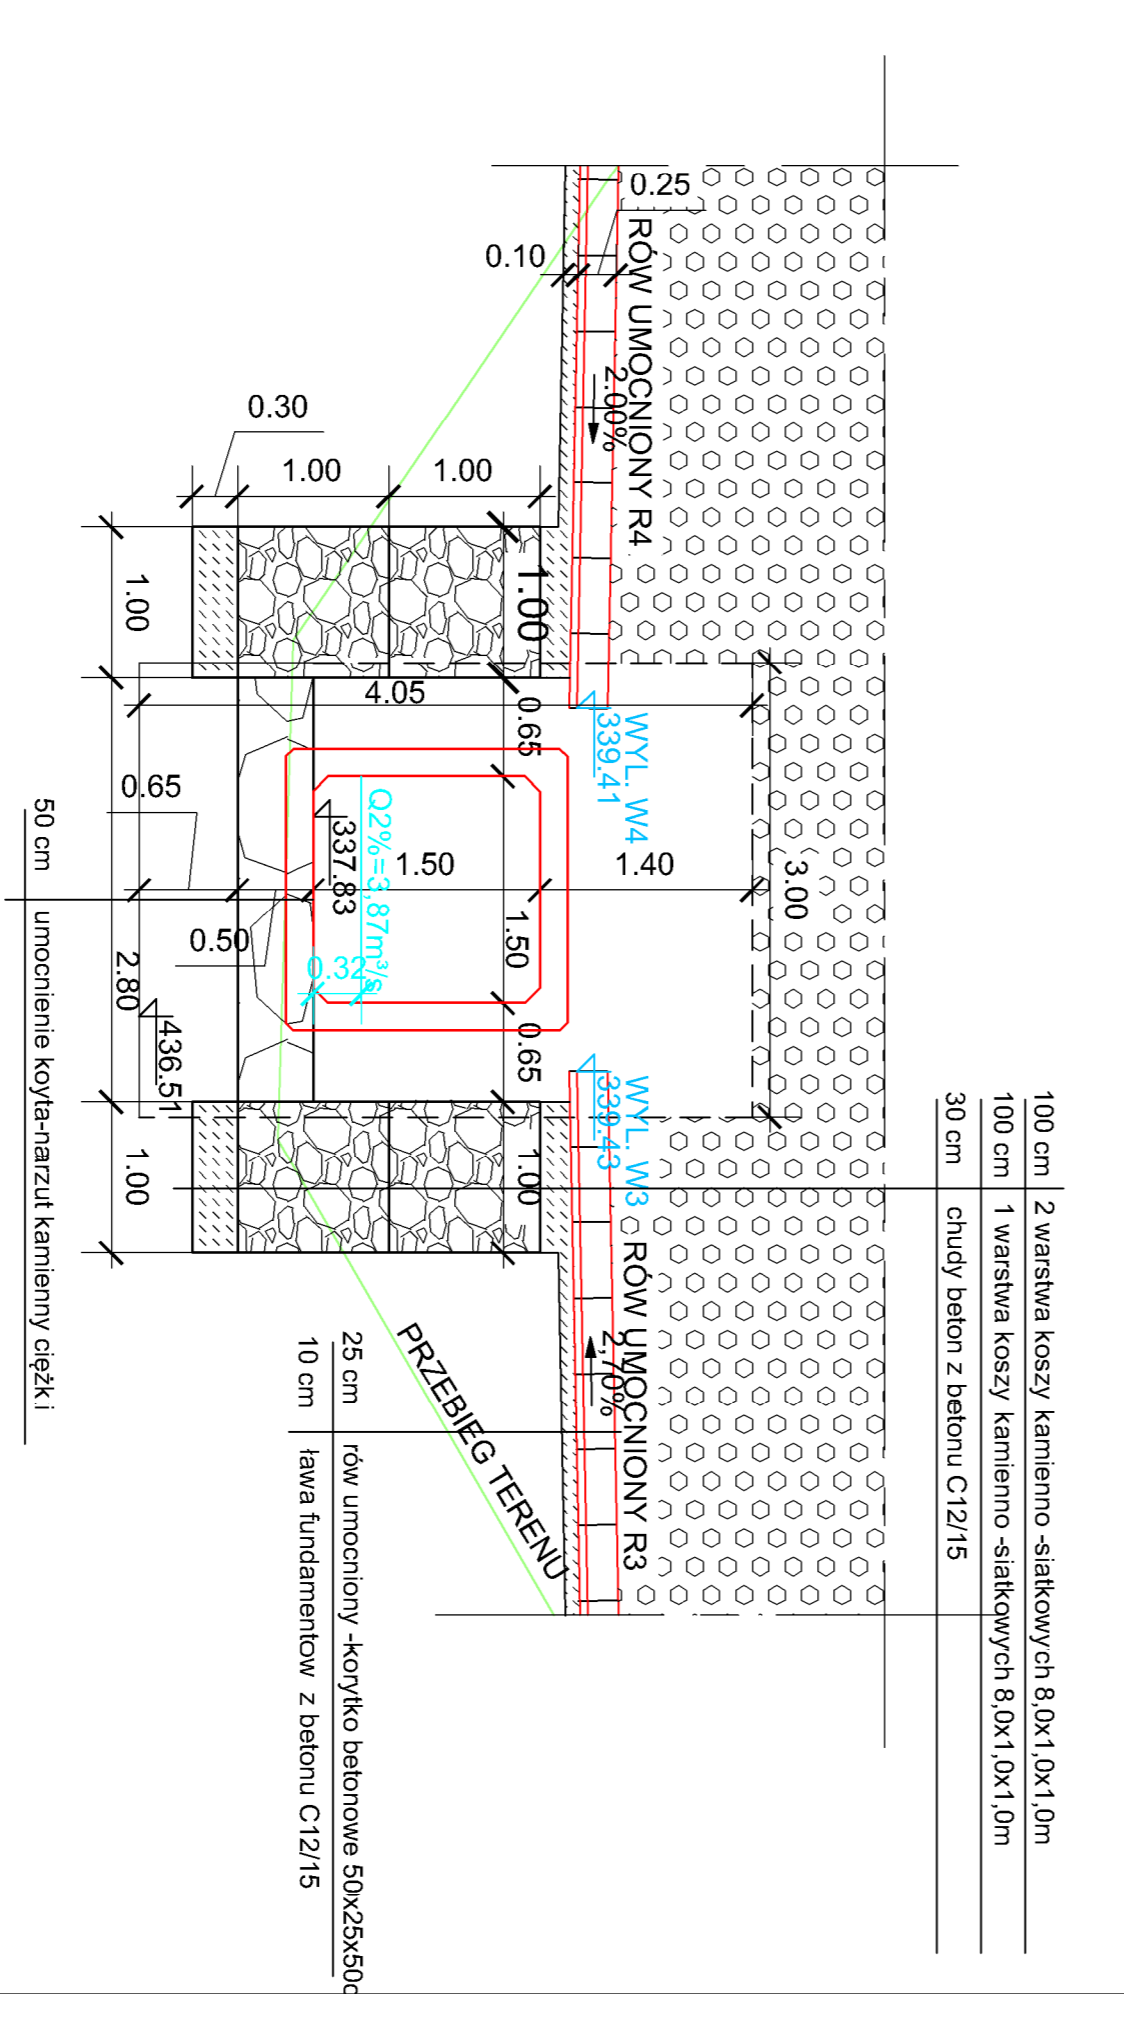 100 cm 2 warstwa koszy kamienno -siatkowych 8,0x1,0x1,0m
100 cm 1 warstwa koszy kamienno -siatkowych 8,0x1,0x1,0m
30 cm chudy beton z betonu C12/15
0.25
0.10
RÓW UMOCNIONY R4
2.00%
0.30
1.00
1.00
1.00
1.00
4.05
0.65
WYL. W4
339.41
0.65
Q2%=3,87m³/s
337.83
1.50
1.40
3.00
0.50
0.32
1.50
2.80
436.51
0.65
WYL. W3
339.43
1.00
1.00
RÓW UMOCNIONY R3
2,70%
PRZEBIEG TERENU
50 cm umocnienie koyta-narzut kamienny ciężk.i
25 cm rów umocniony -korytko betonowe 50x25x50c
10 cm ława fundamentow z betonu C12/15